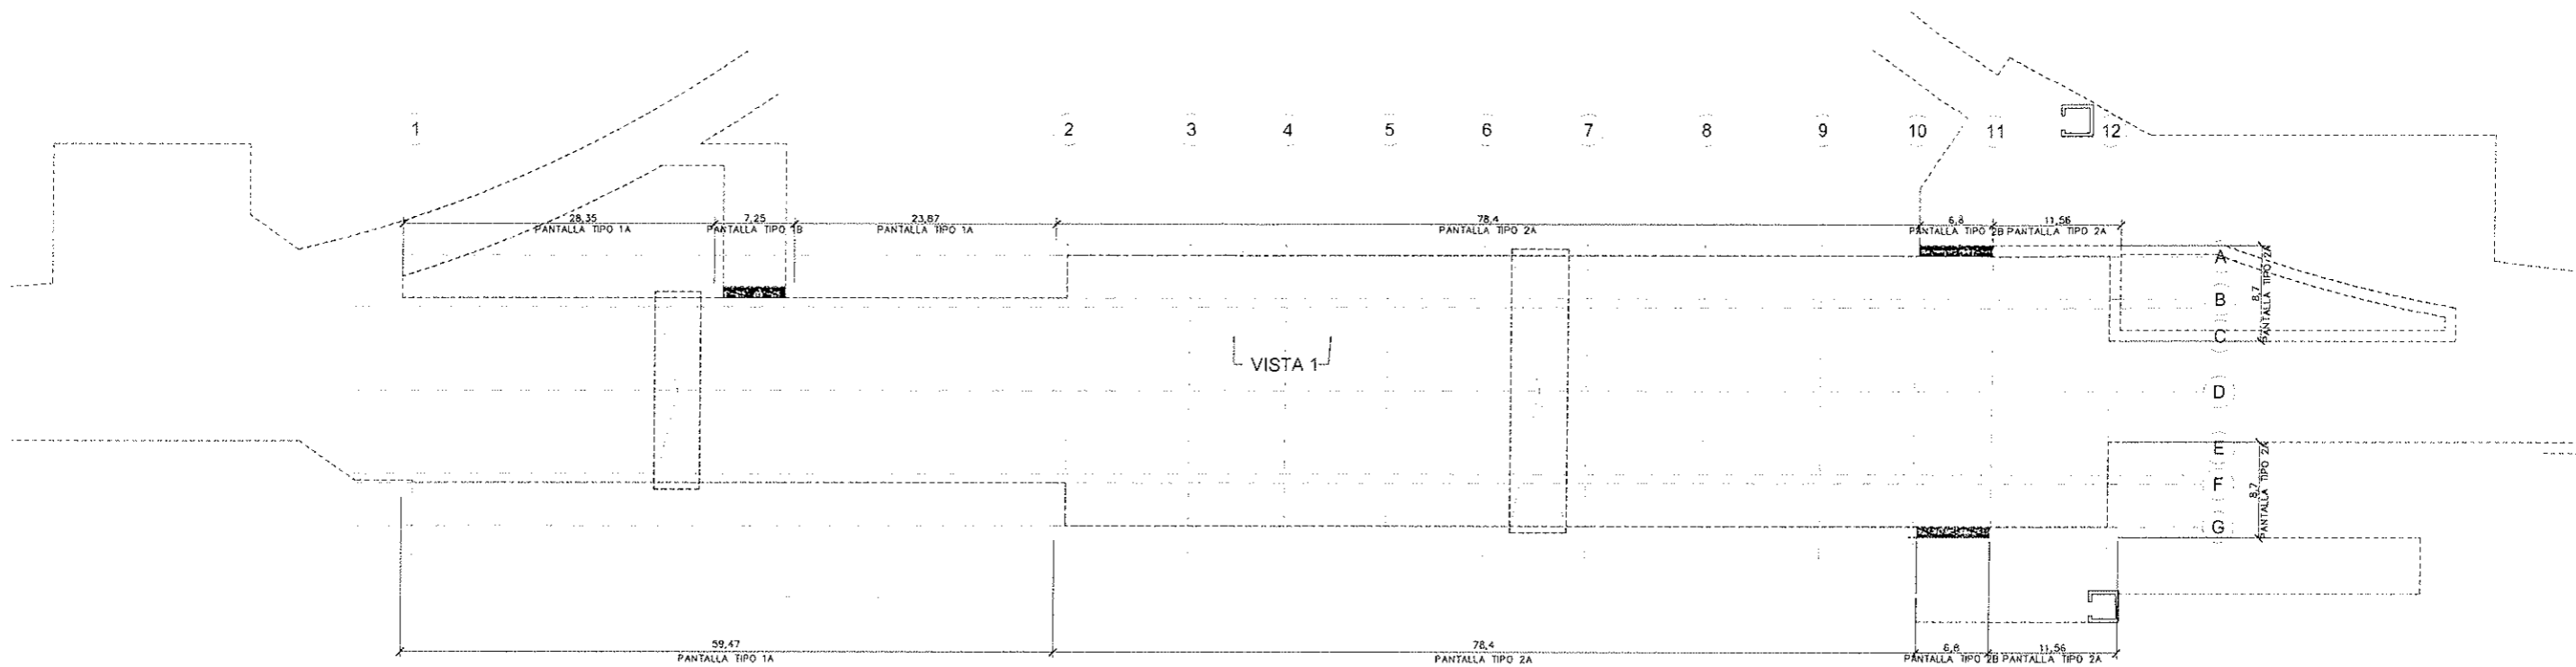 1 2 3 4 5 6 7 8 9 10 11 12
28,35 7,25 23,87 78,4 6,8 11,56
PANTALLA TIPO 1A PANTALLA TIPO 1B PANTALLA TIPO 1A PANTALLA TIPO 2A PANTALLA TIPO 2B PANTALLA TIPO 2A
A
B
C
8,7
PANTALLA TIPO 2A
VISTA 1
D
E
F
G
8,7
PANTALLA TIPO 2A
59,47 78,4 6,8 11,56
PANTALLA TIPO 1A PANTALLA TIPO 2A PANTALLA TIPO 2B PANTALLA TIPO 2A